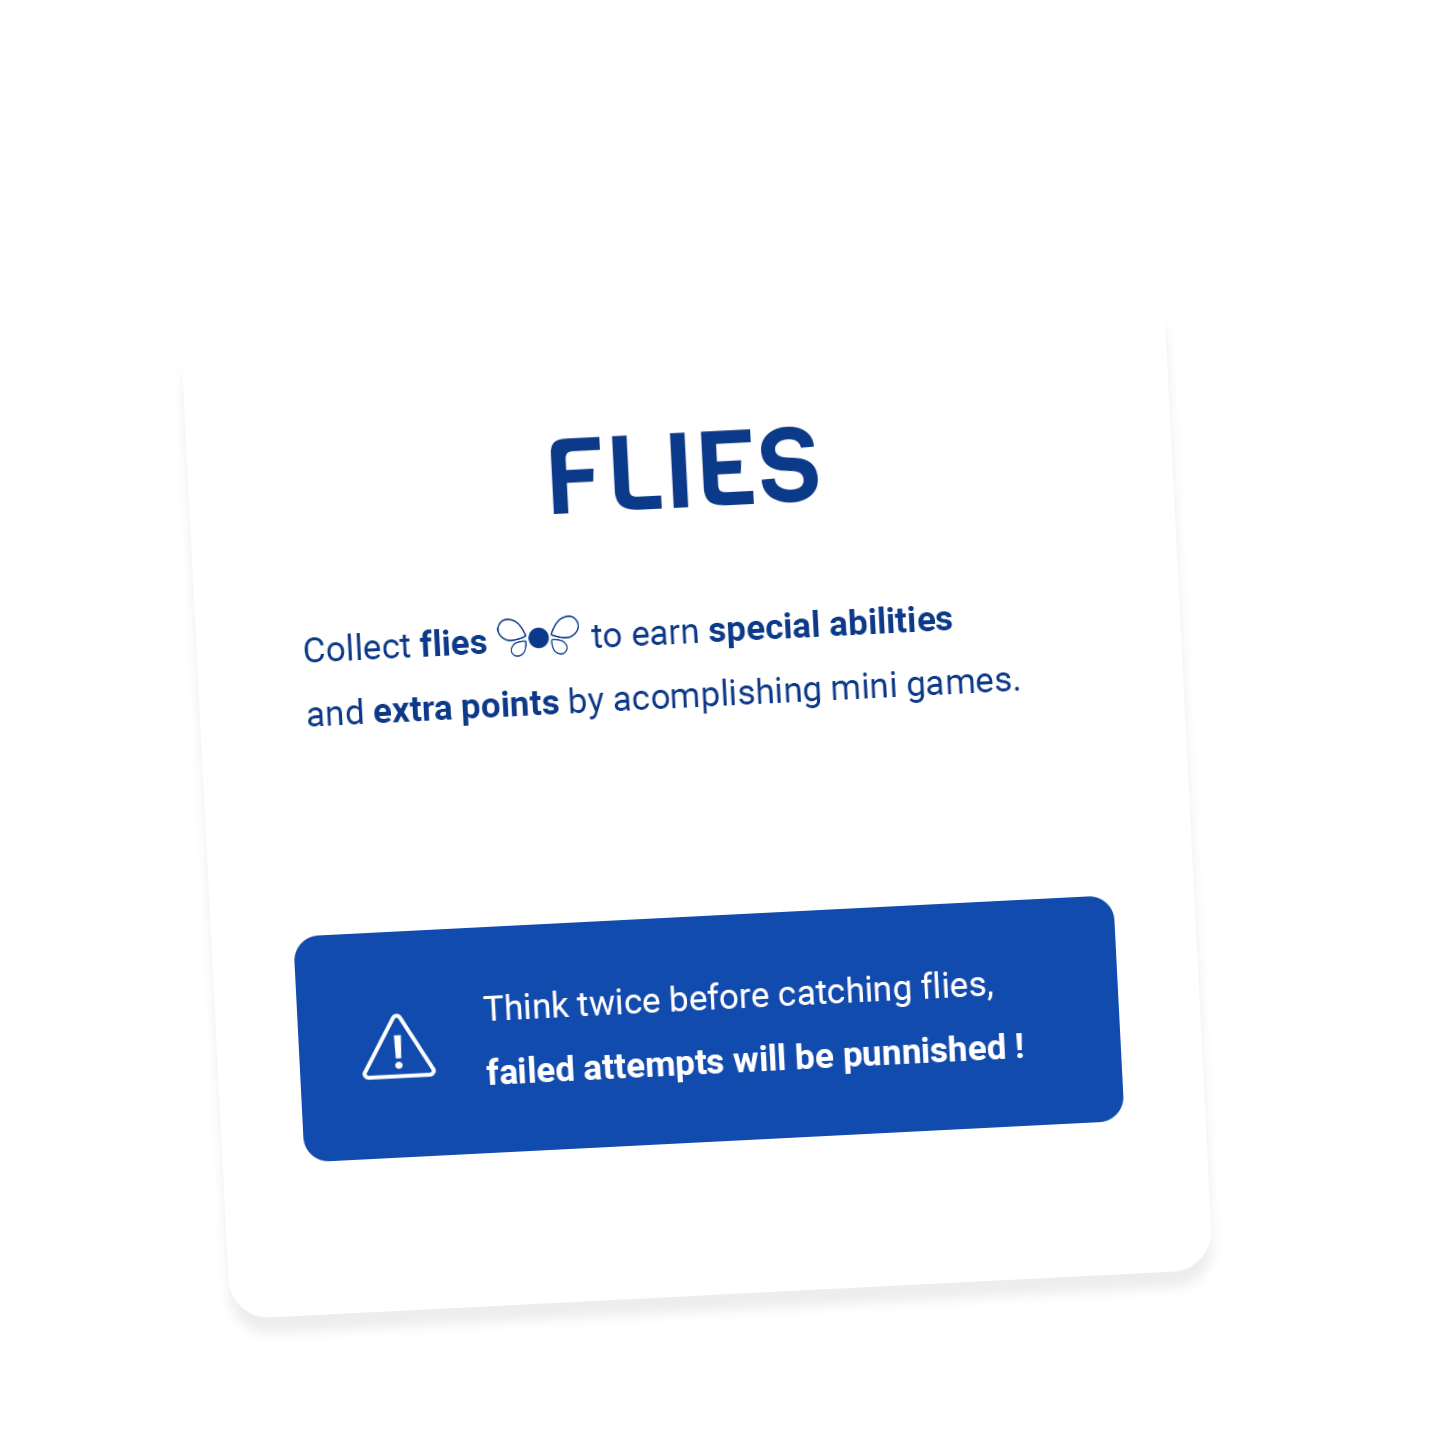 FLIES
Collect flies to earn special abilities
and extra points by acomplishing mini games.
Think twice before catching flies,
failed attempts will be punnished !